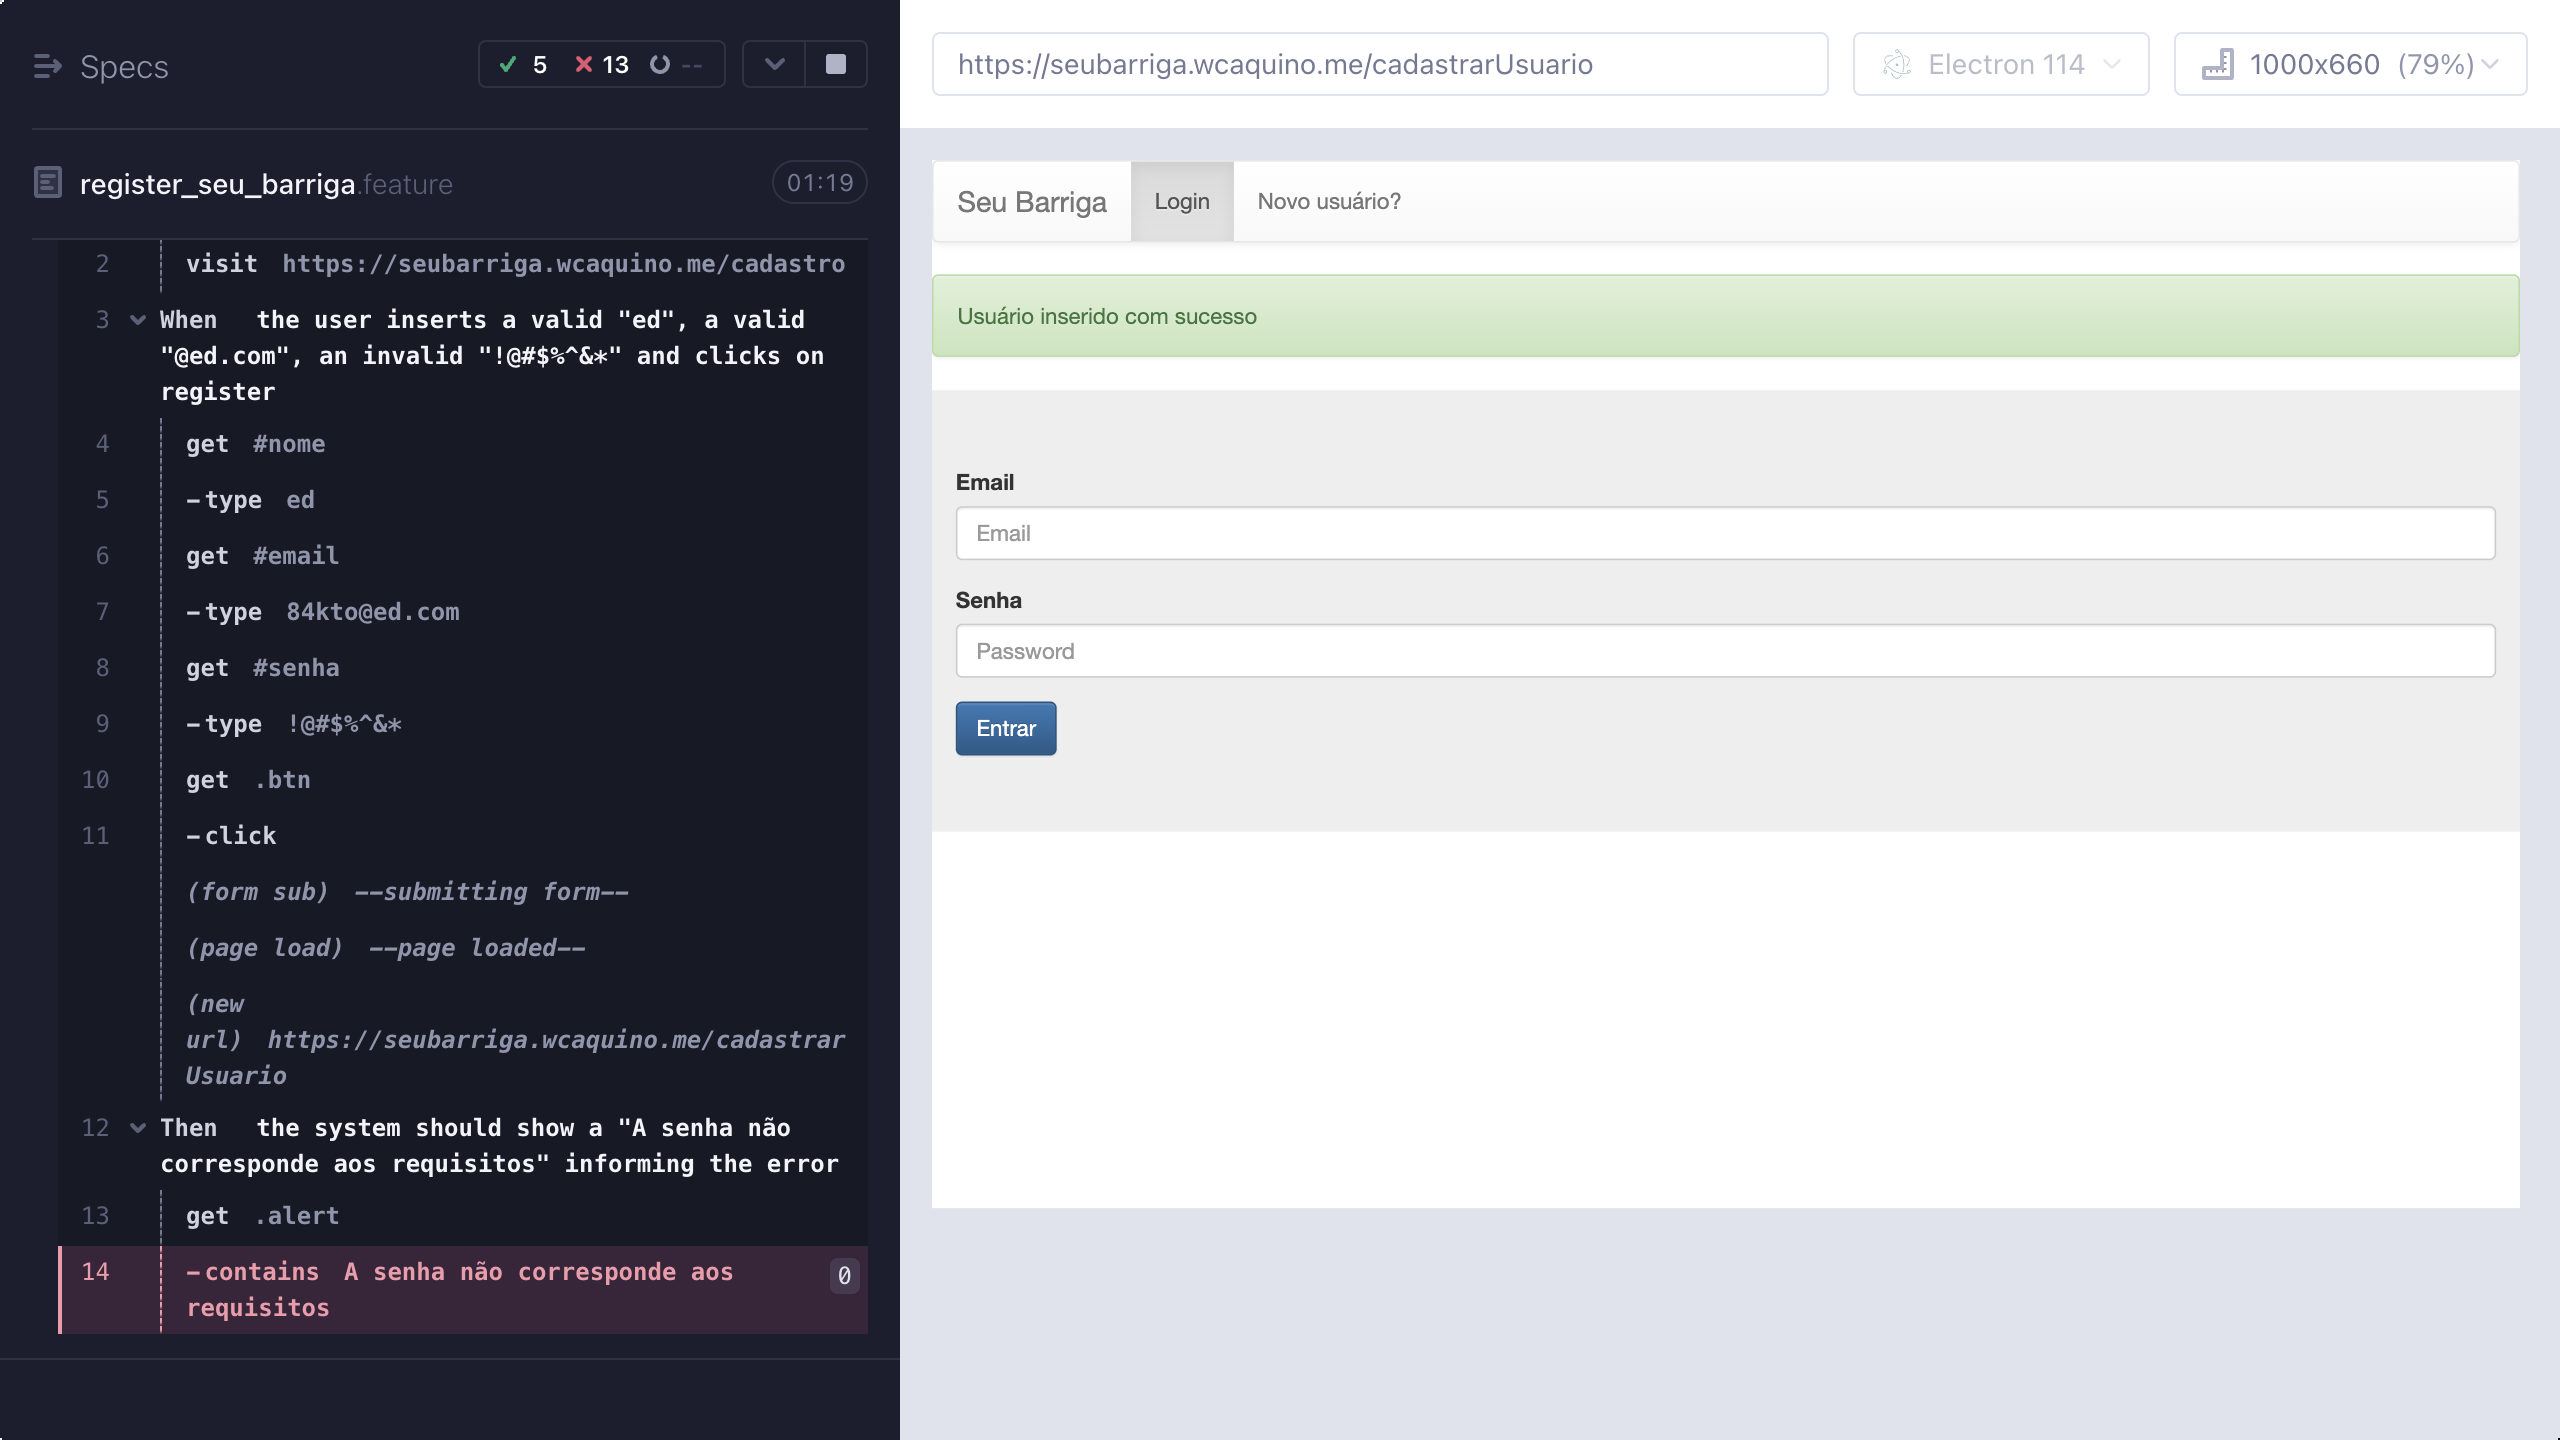 Specs
5 13 --
register_seu_barriga.feature 01:19
2 visit https://seubarriga.wcaquino.me/cadastro
3 When the user inserts a valid "ed", a valid
"@ed.com", an invalid "!@#$%^&*" and clicks on
register
4 get #nome
5 -type ed
6 get #email
7 -type 84kto@ed.com
8 get #senha
9 -type !@#$%^&*
10 get .btn
11 -click
(form sub) --submitting form--
(page load) --page loaded--
(new
url) https://seubarriga.wcaquino.me/cadastrar
Usuario
12 Then the system should show a "A senha não
corresponde aos requisitos" informing the error
13 get .alert
14 -contains A senha não corresponde aos
requisitos 0
https://seubarriga.wcaquino.me/cadastrarUsuario
Electron 114
1000x660 (79%)
Seu Barriga Login Novo usuário?
Usuário inserido com sucesso
Email
Email
Senha
Password
Entrar